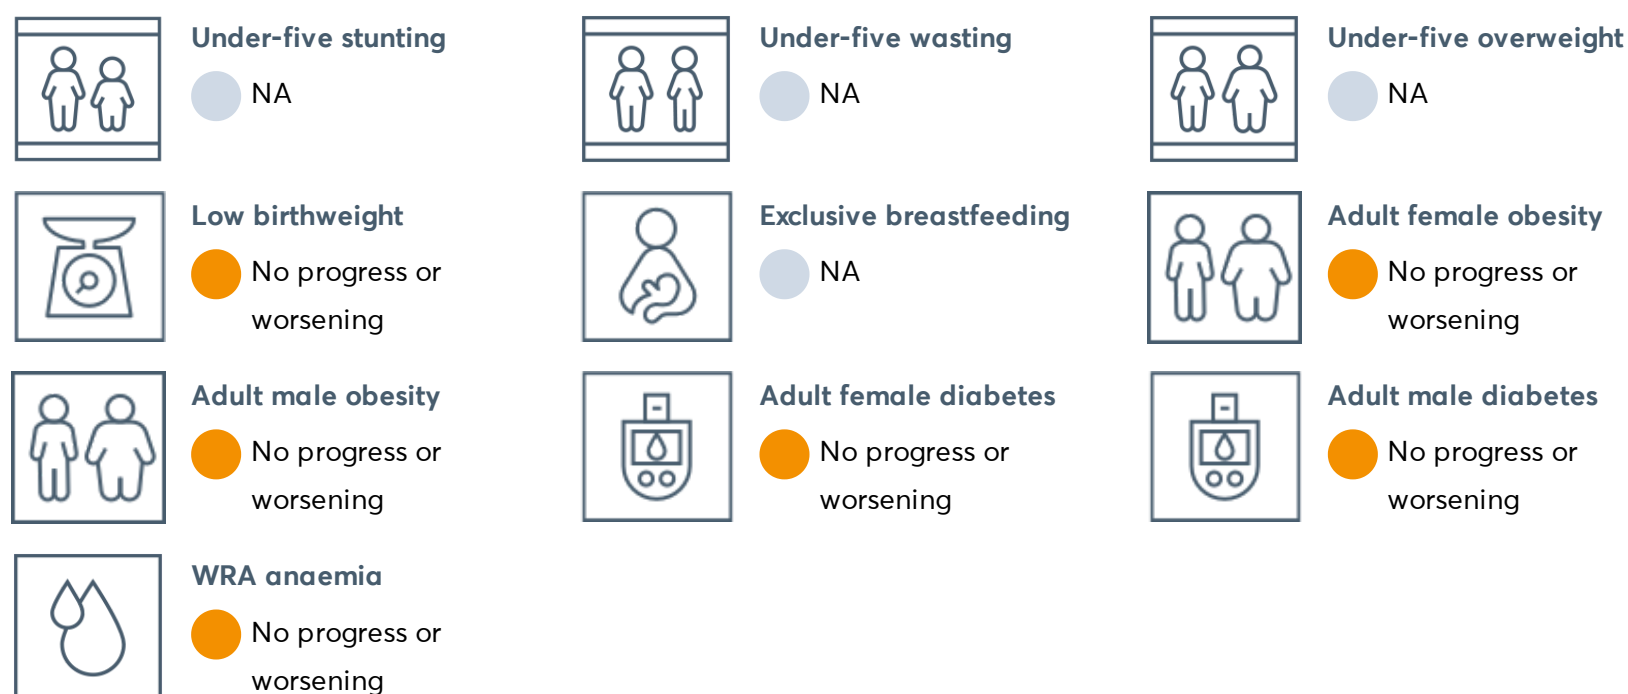 Under-five stunting
NA
Under-five wasting
NA
Under-five overweight
NA
Low birthweight
No progress or
worsening
Exclusive breastfeeding
NA
Adult female obesity
No progress or
worsening
Adult male obesity
No progress or
worsening
Adult female diabetes
No progress or
worsening
Adult male diabetes
No progress or
worsening
WRA anaemia
No progress or
worsening